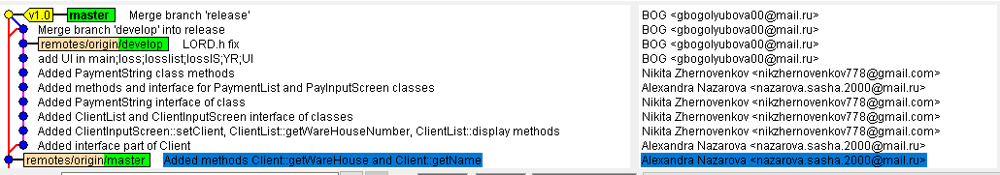 v1.0 master Merge branch 'release' BOG <gbogolyubova00@mail.ru>
Merge branch 'develop' into release BOG <gbogolyubova00@mail.ru>
remotes/origin/develop LORD.h fix BOG <gbogolyubova00@mail.ru>
add UI in main;loss;losslist;lossIS;YR;UI BOG <gbogolyubova00@mail.ru>
Added PaymentString class methods Nikita Zhernovenkov <nikzhernovenkov778@gmail.com>
Added methods and interface for PaymentList and PayInputScreen classes Alexandra Nazarova <nazarova.sasha.2000@mail.ru>
Added PaymentString interface of class Nikita Zhernovenkov <nikzhernovenkov778@gmail.com>
Added ClientList and ClientInputScreen interface of classes Nikita Zhernovenkov <nikzhernovenkov778@gmail.com>
Added ClientInputScreen::setClient, ClientList::getWareHouseNumber, ClientList::display methods Nikita Zhernovenkov <nikzhernovenkov778@gmail.com>
Added interface part of Client Alexandra Nazarova <nazarova.sasha.2000@mail.ru>
remotes/origin/master Added methods Client::getWareHouse and Client::getName Alexandra Nazarova <nazarova.sasha.2000@mail.ru>